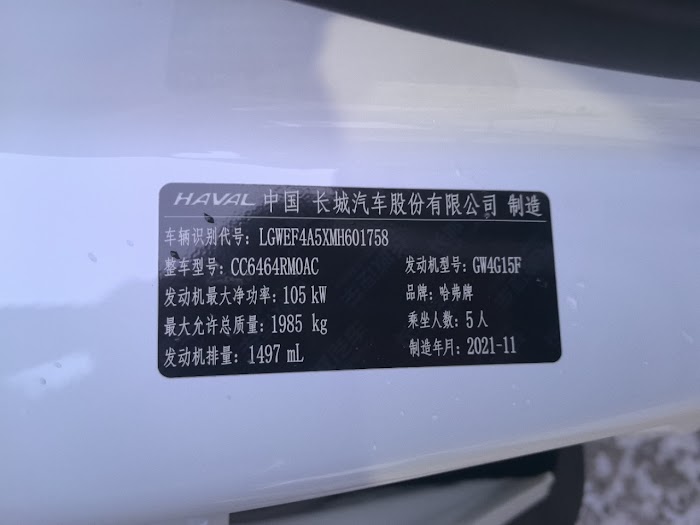 HAVAL 中国 长城汽车股份有限公司 制造
车辆识别代号: LGWEF4A5XMH601758
整车型号: CC6464RM0AC 发动机型号: GW4G15F
发动机最大净功率: 105 kW 品牌: 哈弗牌
最大允许总质量: 1985 kg 乘坐人数: 5 人
发动机排量: 1497 mL 制造年月: 2021-11